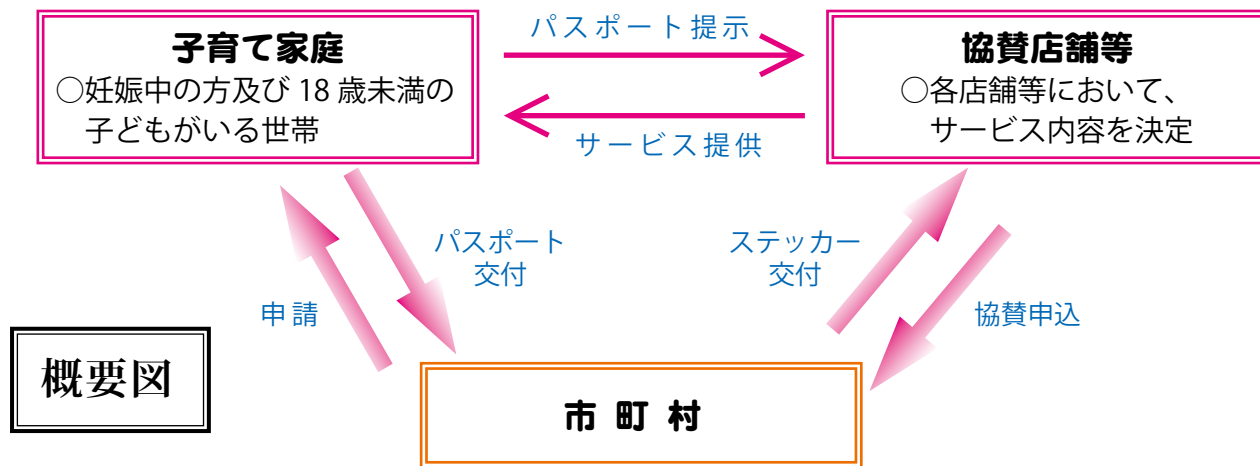 子育て家庭
○妊娠中の方及び 18 歳未満の
子どもがいる世帯
パスポート提示
サービス提供
協賛店舗等
○各店舗等において、
サービス内容を決定
申請
パスポート
交付
ステッカー
交付
協賛申込
概要図
市町村